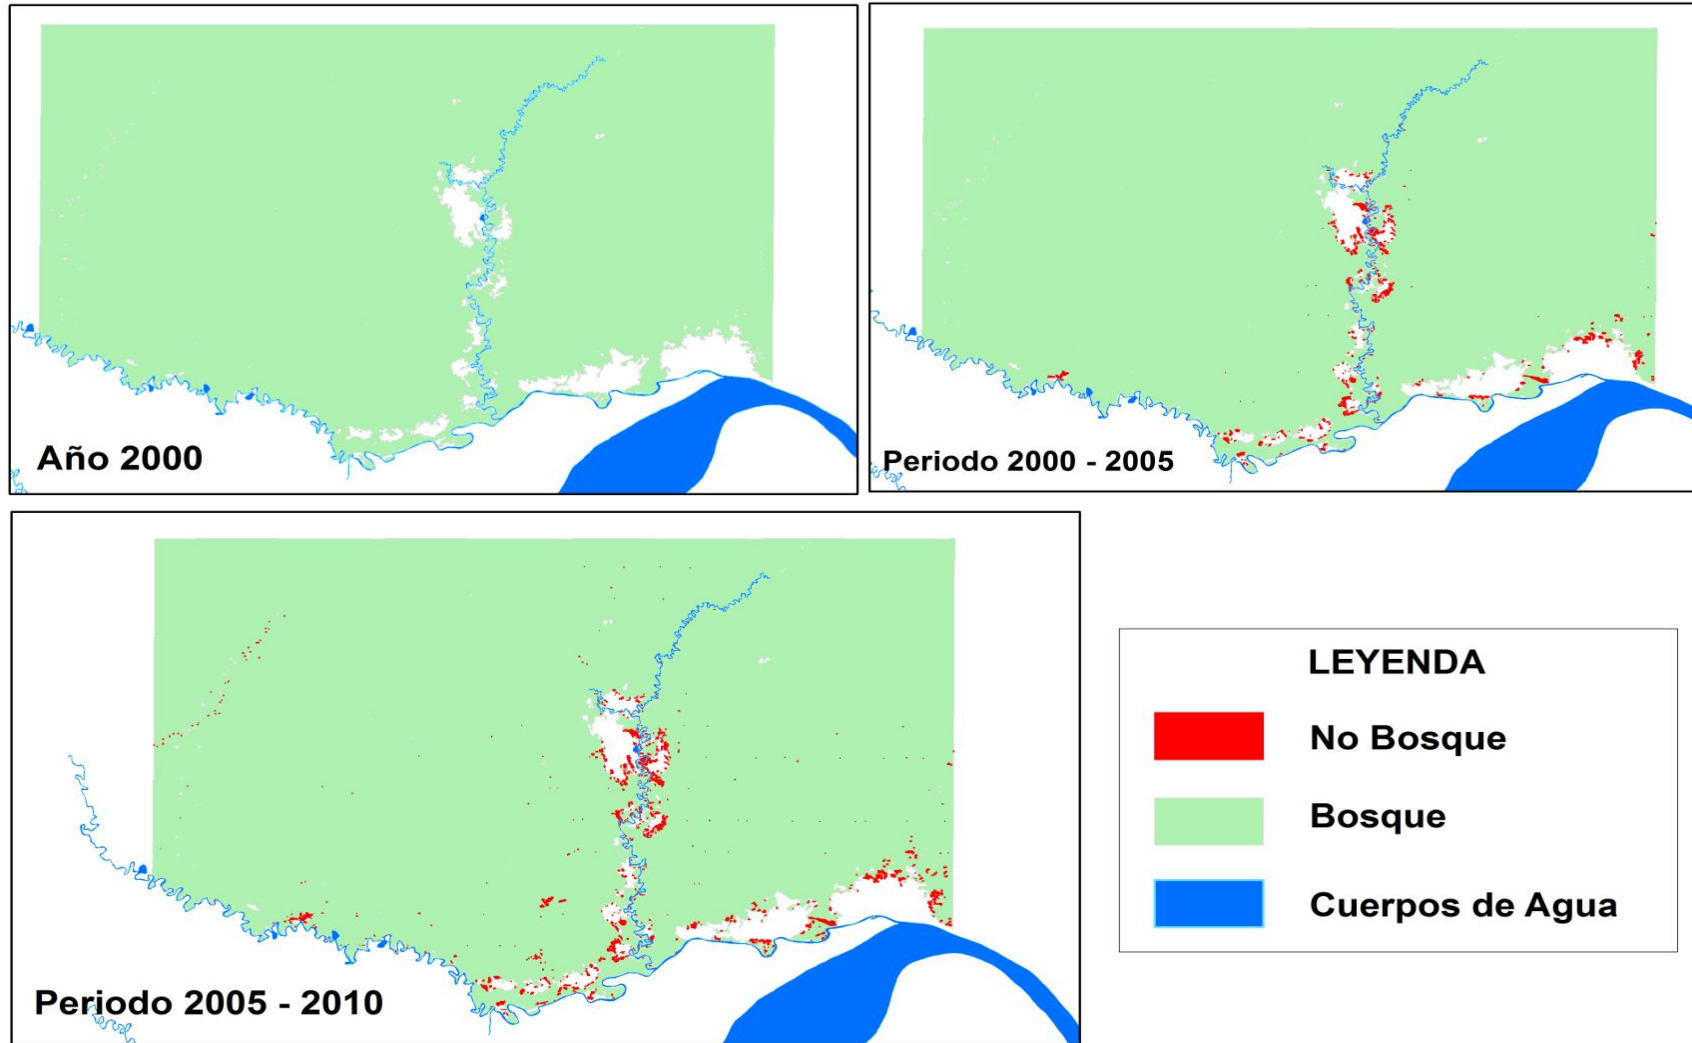 Año 2000
Periodo 2000 - 2005
Periodo 2005 - 2010
LEYENDA
No Bosque
Bosque
Cuerpos de Agua